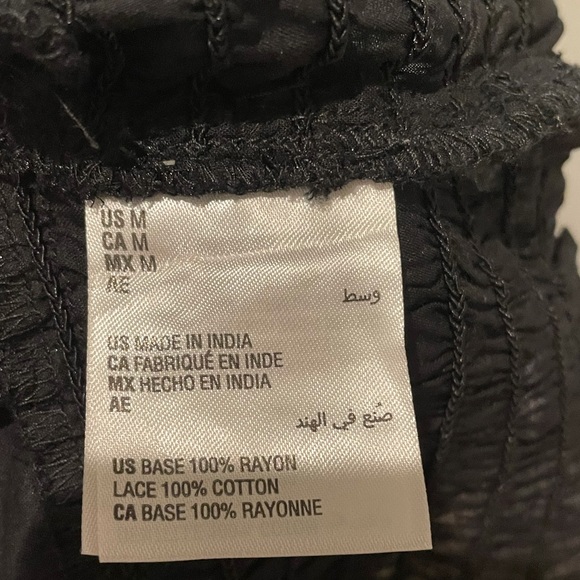 US M
CA M
MX M
AE
وسط
US MADE IN INDIA
CA FABRIQUÉ EN INDE
MX HECHO EN INDIA
AE
صُنع في الهند
US BASE 100% RAYON
LACE 100% COTTON
CA BASE 100% RAYONNE